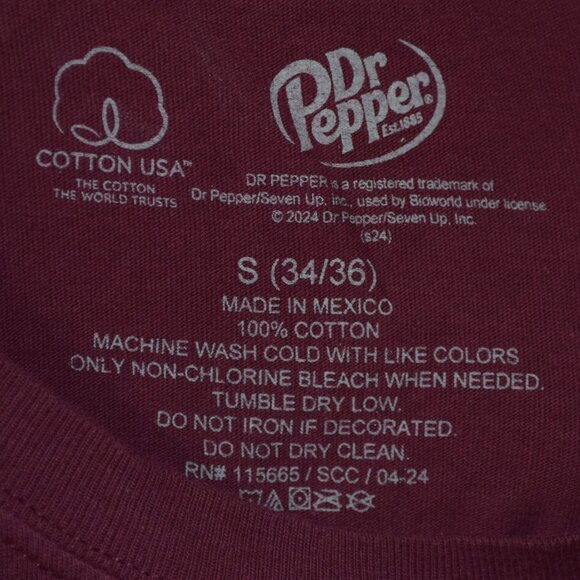 COTTON USA™
THE COTTON
THE WORLD TRUSTS
Dr
Pepper®
Est.1885
DR PEPPER is a registered trademark of
Dr Pepper/Seven Up, Inc., used by Bioworld under license.
© 2024 Dr Pepper/Seven Up, Inc.
(s24)
S (34/36)
MADE IN MEXICO
100% COTTON
MACHINE WASH COLD WITH LIKE COLORS
ONLY NON-CHLORINE BLEACH WHEN NEEDED.
TUMBLE DRY LOW.
DO NOT IRON IF DECORATED.
DO NOT DRY CLEAN.
RN# 115665 / SCC / 04-24